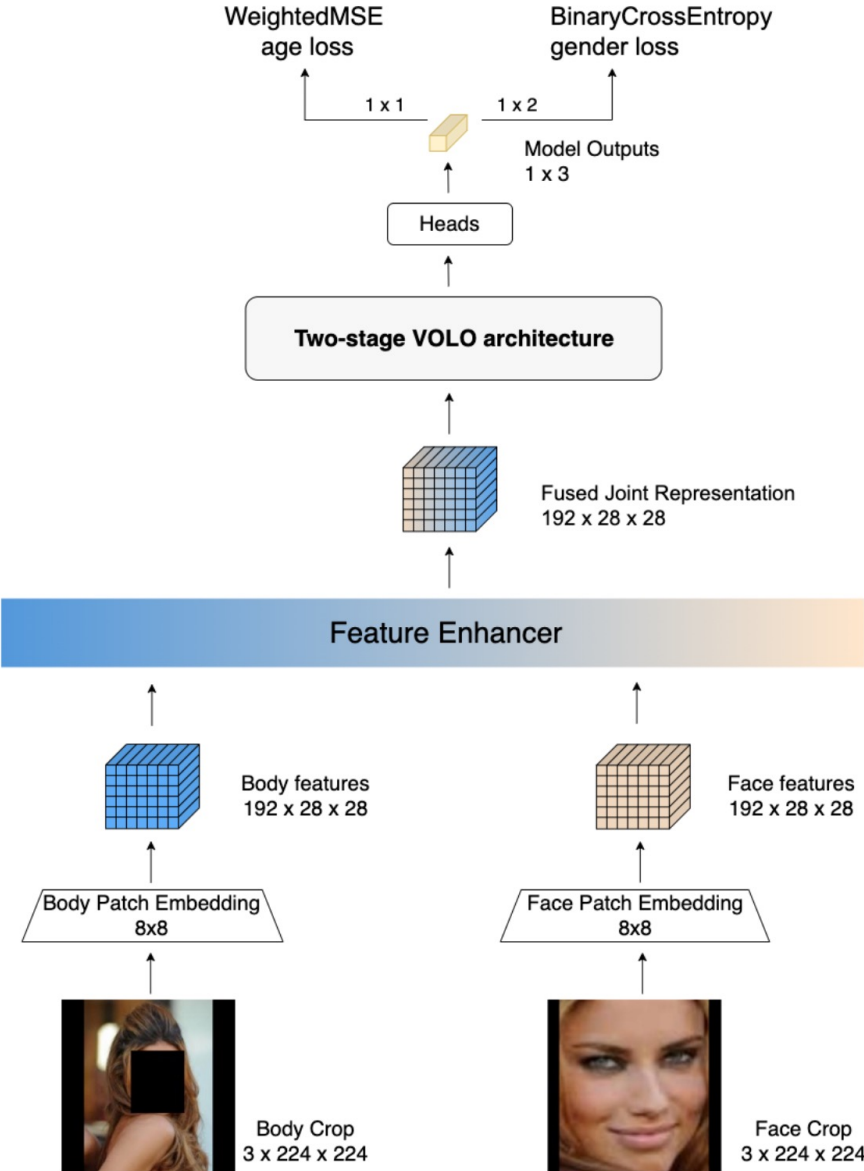 WeightedMSE
age loss
BinaryCrossEntropy
gender loss
1 x 1
1 x 2
Model Outputs
1 x 3
Heads
Two-stage VOLO architecture
Fused Joint Representation
192 x 28 x 28
Feature Enhancer
Body features
192 x 28 x 28
Face features
192 x 28 x 28
Body Patch Embedding
8x8
Face Patch Embedding
8x8
Body Crop
3 x 224 x 224
Face Crop
3 x 224 x 224